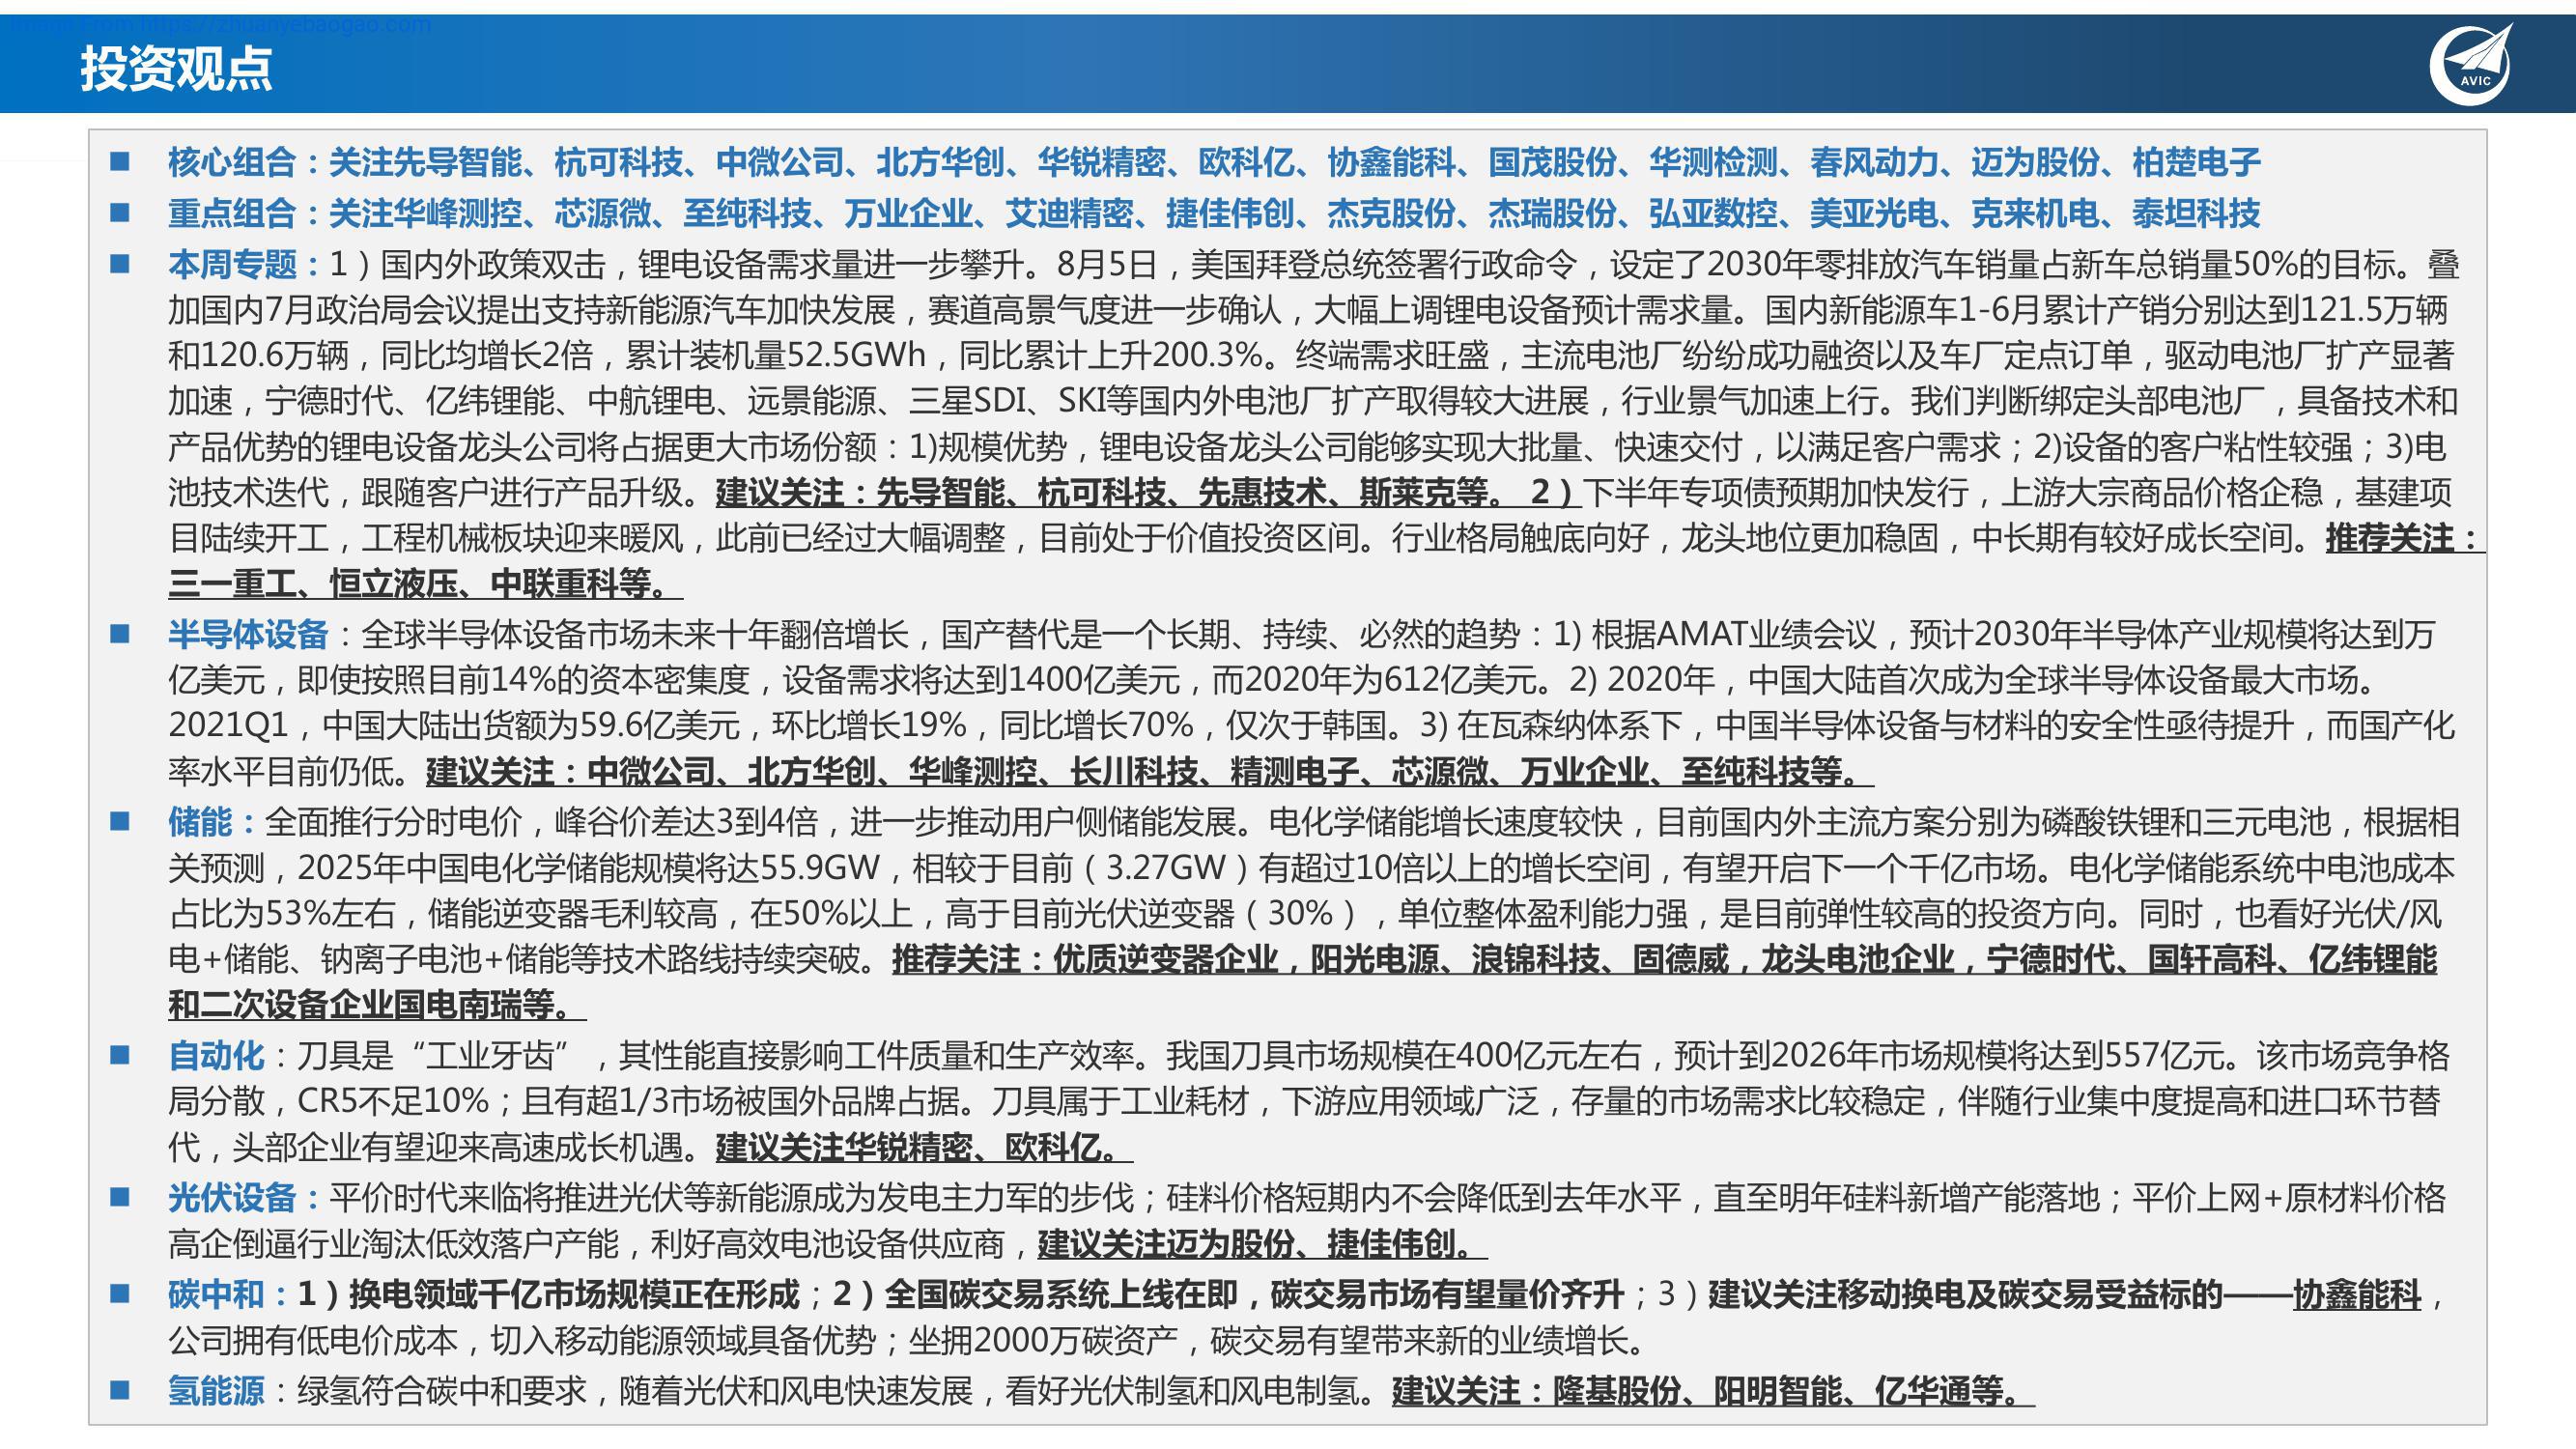 Image From https://zhuanyebaogao.com
投资观点
AVIC
■ 核心组合：关注先导智能、杭可科技、中微公司、北方华创、华锐精密、欧科亿、协鑫能科、国茂股份、华测检测、春风动力、迈为股份、柏楚电子
■ 重点组合：关注华峰测控、芯源微、至纯科技、万业企业、艾迪精密、捷佳伟创、杰克股份、杰瑞股份、弘亚数控、美亚光电、克来机电、泰坦科技
■ 本周专题：1）国内外政策双击，锂电设备需求量进一步攀升。8月5日，美国拜登总统签署行政命令，设定了2030年零排放汽车销量占新车总销量50%的目标。叠
加国内7月政治局会议提出支持新能源汽车加快发展，赛道高景气度进一步确认，大幅上调锂电设备预计需求量。国内新能源车1-6月累计产销分别达到121.5万辆
和120.6万辆，同比均增长2倍，累计装机量52.5GWh，同比累计上升200.3%。终端需求旺盛，主流电池厂纷纷成功融资以及车厂定点订单，驱动电池厂扩产显著
加速，宁德时代、亿纬锂能、中航锂电、远景能源、三星SDI、SKI等国内外电池厂扩产取得较大进展，行业景气加速上行。我们判断绑定头部电池厂，具备技术和
产品优势的锂电设备龙头公司将占据更大市场份额：1)规模优势，锂电设备龙头公司能够实现大批量、快速交付，以满足客户需求；2)设备的客户粘性较强；3)电
池技术迭代，跟随客户进行产品升级。建议关注：先导智能、杭可科技、先惠技术、斯莱克等。 2）下半年专项债预期加快发行，上游大宗商品价格企稳，基建项
目陆续开工，工程机械板块迎来暖风，此前已经过大幅调整，目前处于价值投资区间。行业格局触底向好，龙头地位更加稳固，中长期有较好成长空间。推荐关注：
三一重工、恒立液压、中联重科等。
■ 半导体设备：全球半导体设备市场未来十年翻倍增长，国产替代是一个长期、持续、必然的趋势：1) 根据AMAT业绩会议，预计2030年半导体产业规模将达到万
亿美元，即使按照目前14%的资本密集度，设备需求将达到1400亿美元，而2020年为612亿美元。2) 2020年，中国大陆首次成为全球半导体设备最大市场。
2021Q1，中国大陆出货额为59.6亿美元，环比增长19%，同比增长70%，仅次于韩国。3) 在瓦森纳体系下，中国半导体设备与材料的安全性亟待提升，而国产化
率水平目前仍低。建议关注：中微公司、北方华创、华峰测控、长川科技、精测电子、芯源微、万业企业、至纯科技等。
■ 储能：全面推行分时电价，峰谷价差达3到4倍，进一步推动用户侧储能发展。电化学储能增长速度较快，目前国内外主流方案分别为磷酸铁锂和三元电池，根据相
关预测，2025年中国电化学储能规模将达55.9GW，相较于目前（3.27GW）有超过10倍以上的增长空间，有望开启下一个千亿市场。电化学储能系统中电池成本
占比为53%左右，储能逆变器毛利较高，在50%以上，高于目前光伏逆变器（30%），单位整体盈利能力强，是目前弹性较高的投资方向。同时，也看好光伏/风
电+储能、钠离子电池+储能等技术路线持续突破。推荐关注：优质逆变器企业，阳光电源、浪锦科技、固德威，龙头电池企业，宁德时代、国轩高科、亿纬锂能
和二次设备企业国电南瑞等。
■ 自动化：刀具是“工业牙齿”，其性能直接影响工件质量和生产效率。我国刀具市场规模在400亿元左右，预计到2026年市场规模将达到557亿元。该市场竞争格
局分散，CR5不足10%；且有超1/3市场被国外品牌占据。刀具属于工业耗材，下游应用领域广泛，存量的市场需求比较稳定，伴随行业集中度提高和进口环节替
代，头部企业有望迎来高速成长机遇。建议关注华锐精密、欧科亿。
■ 光伏设备：平价时代来临将推进光伏等新能源成为发电主力军的步伐；硅料价格短期内不会降低到去年水平，直至明年硅料新增产能落地；平价上网+原材料价格
高企倒逼行业淘汰低效落户产能，利好高效电池设备供应商，建议关注迈为股份、捷佳伟创。
■ 碳中和：1）换电领域千亿市场规模正在形成；2）全国碳交易系统上线在即，碳交易市场有望量价齐升；3）建议关注移动换电及碳交易受益标的——协鑫能科，
公司拥有低电价成本，切入移动能源领域具备优势；坐拥2000万碳资产，碳交易有望带来新的业绩增长。
■ 氢能源：绿氢符合碳中和要求，随着光伏和风电快速发展，看好光伏制氢和风电制氢。建议关注：隆基股份、阳明智能、亿华通等。